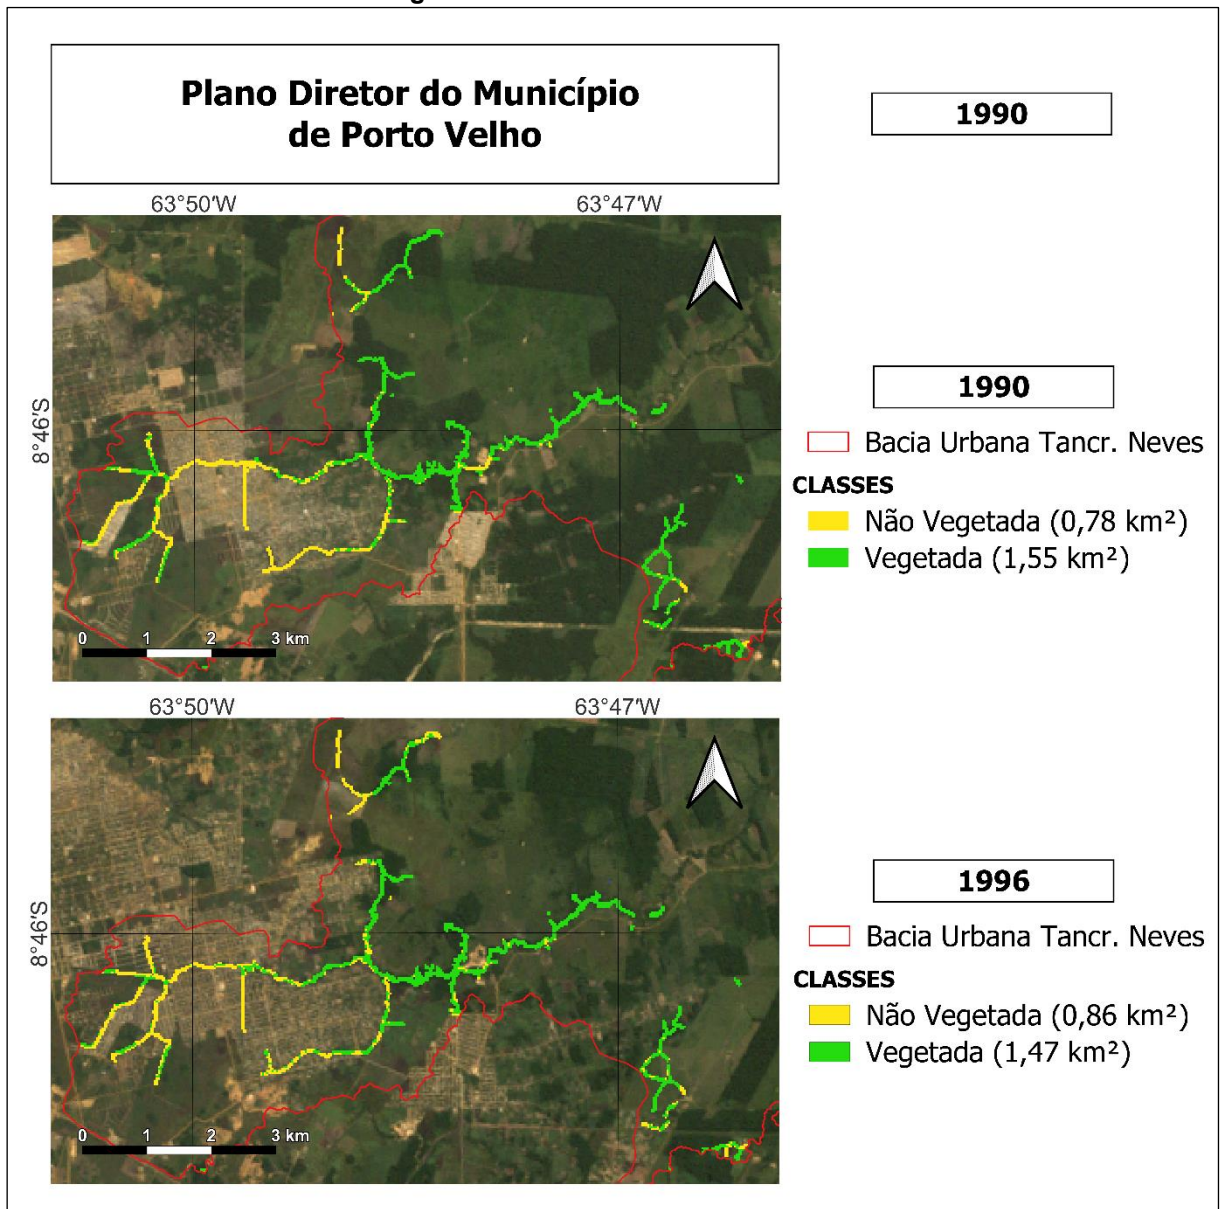 Plano Diretor do Município
de Porto Velho
1990
63°50'W 63°47'W
8°46'S
0 1 2 3 km
1990
Bacia Urbana Tancr. Neves
CLASSES
Não Vegetada (0,78 km²)
Vegetada (1,55 km²)
63°50'W 63°47'W
8°46'S
0 1 2 3 km
1996
Bacia Urbana Tancr. Neves
CLASSES
Não Vegetada (0,86 km²)
Vegetada (1,47 km²)